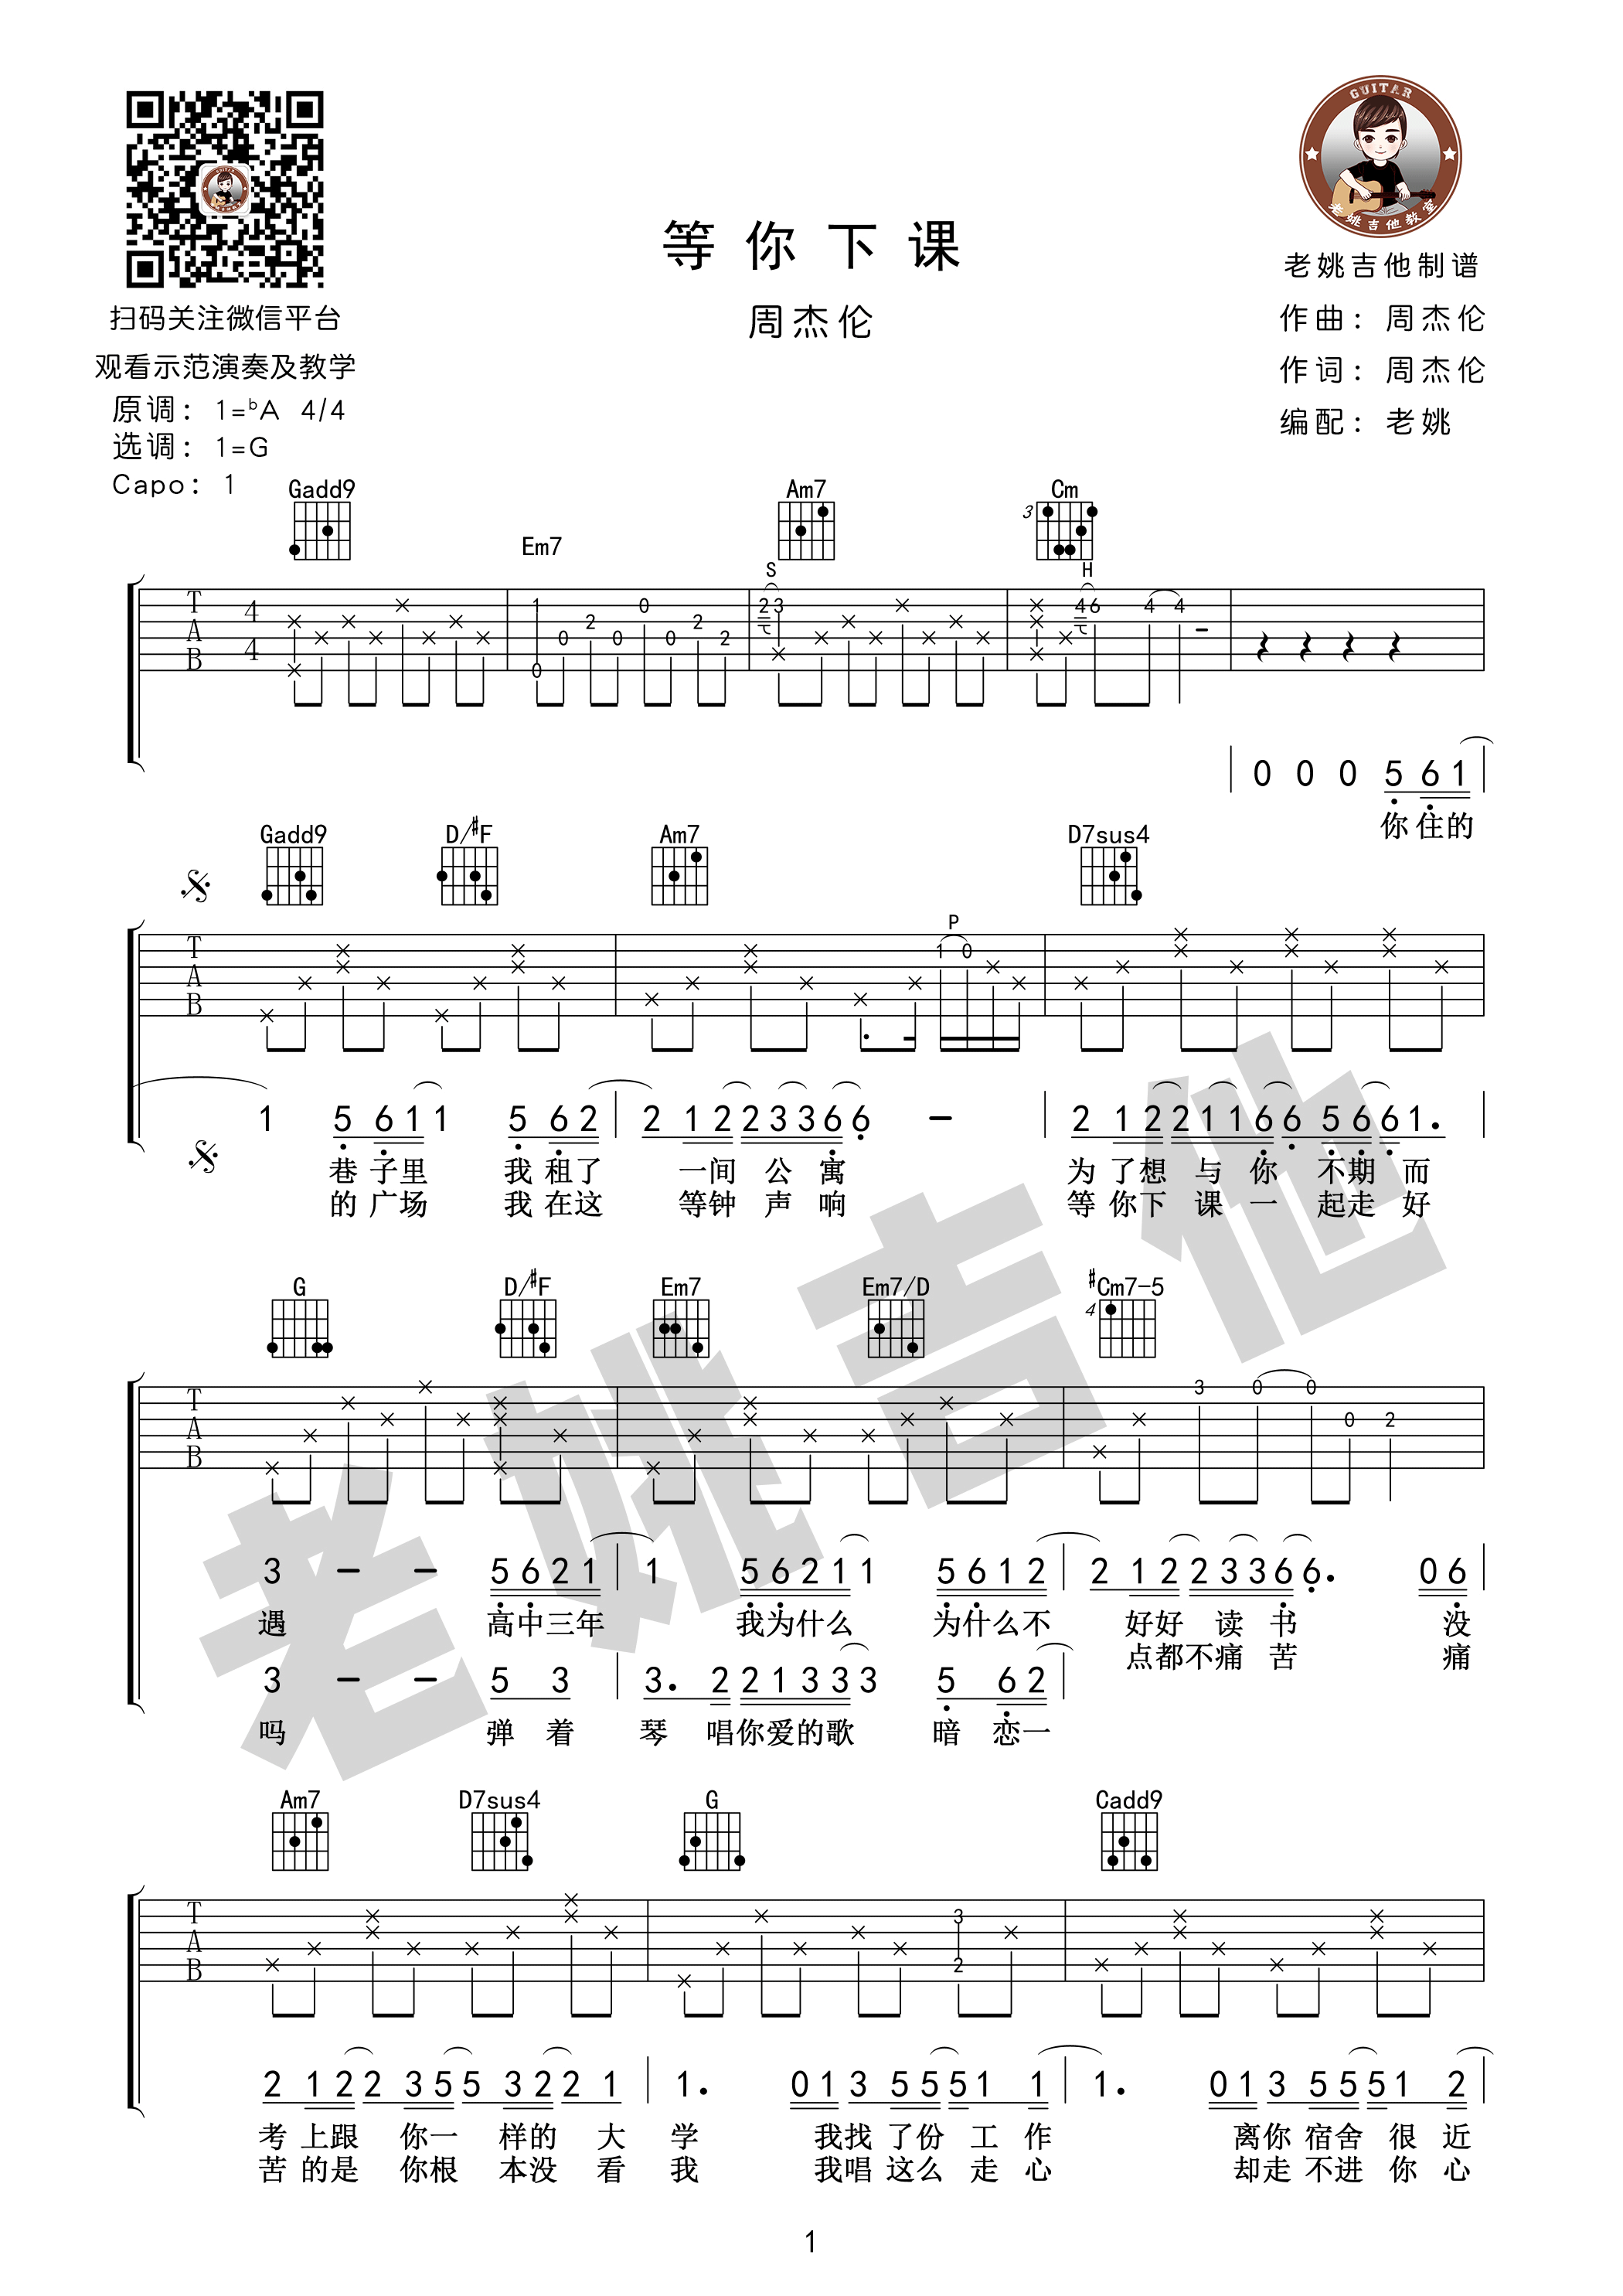 GUITAR
老姚吉他教室
等你下课
周杰伦
扫码关注微信平台
观看示范演奏及教学
原调: 1=ᵇA 4/4
选调: 1=G
Capo: 1
老姚吉他制谱
作曲: 周杰伦
作词: 周杰伦
编配: 老姚
Gadd9 Em7 Am7 Cm
3
S H
T A B 4 4 1 0 0 2 0 0 0 2 2 2 3 4 6 4 4
0 0 0 5 6 1
你住的
Gadd9 D/#F Am7 D7sus4
P
T A B 1 0
1 5 6 1 1 5 6 2 | 2 1 2 2 3 3 6 6 – | 2 1 2 2 1 1 6 6 5 6 6 1.
巷子里 我租了 一间公寓 为了想与你不期而
的广场 我在这 等钟声响 等你下课一起走好
G D/#F Em7 Em7/D #Cm7-5
4
T A B 3 0 0 0 2
3 – – 5 6 2 1 | 1 5 6 2 1 1 5 6 1 2 | 2 1 2 2 3 3 6 6. 0 6
遇 高中三年 我为什么 为什么不 好好读书 没
点都不痛苦 痛
3 – – 5 3 | 3. 2 2 1 3 3 3 5 6 2
吗 弹着 琴 唱你爱的歌 暗恋一
Am7 D7sus4 G Cadd9
T A B 3 2
2 1 2 2 3 5 5 3 2 2 1 | 1. 0 1 3 5 5 5 1 1 | 1. 0 1 3 5 5 5 1 2
考上跟你一样的大学 我找了份工作 离你宿舍很近
苦的是你根本没看我 我唱这么走心 却走不进你心
老姚吉他
1